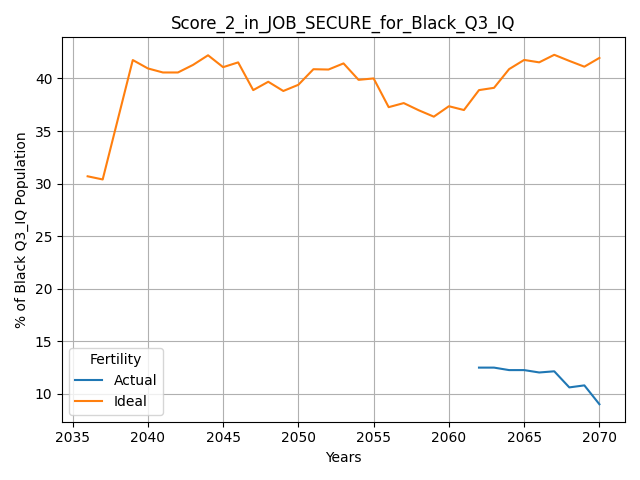 Score_2_in_JOB_SECURE_for_Black_Q3_IQ
% of Black Q3_IQ Population
40
35
30
25
20
15
10
Fertility
Actual
Ideal
2035 2040 2045 2050 2055 2060 2065 2070
Years